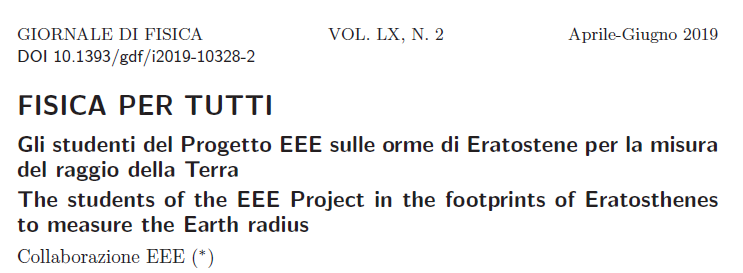 GIORNALE DI FISICA VOL. LX, N. 2 Aprile-Giugno 2019
DOI 10.1393/gdf/i2019-10328-2
FISICA PER TUTTI
Gli studenti del Progetto EEE sulle orme di Eratostene per la misura
del raggio della Terra
The students of the EEE Project in the footprints of Eratosthenes
to measure the Earth radius
Collaborazione EEE (*)